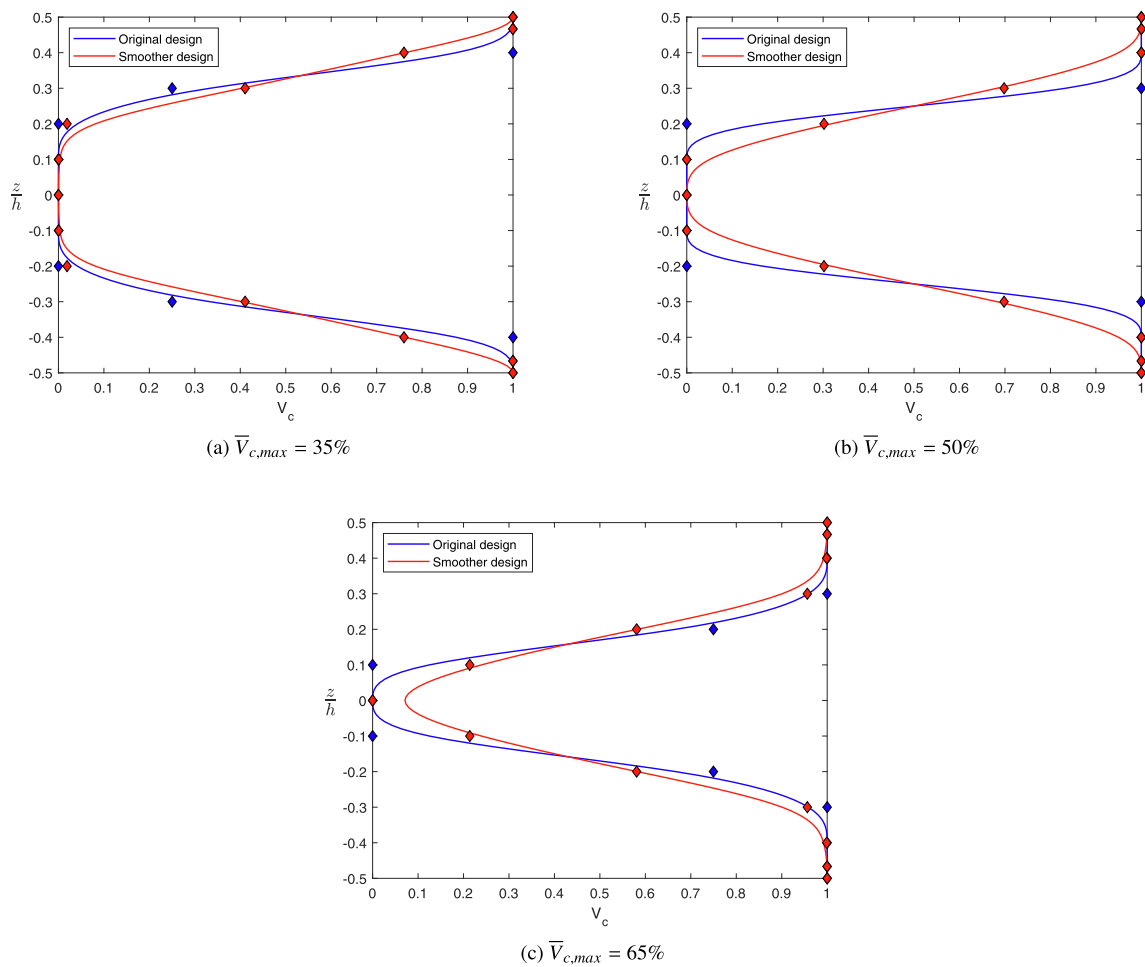 0.5
0.4
0.3
0.2
0.1
0
-0.1
-0.2
-0.3
-0.4
-0.5
z
h
Original design
Smoother design
0 0.1 0.2 0.3 0.4 0.5 0.6 0.7 0.8 0.9 1
V_c
(a) V̅_{c,max} = 35%
0.5
0.4
0.3
0.2
0.1
0
-0.1
-0.2
-0.3
-0.4
-0.5
z
h
Original design
Smoother design
0 0.1 0.2 0.3 0.4 0.5 0.6 0.7 0.8 0.9 1
V_c
(b) V̅_{c,max} = 50%
0.5
0.4
0.3
0.2
0.1
0
-0.1
-0.2
-0.3
-0.4
-0.5
z
h
Original design
Smoother design
0 0.1 0.2 0.3 0.4 0.5 0.6 0.7 0.8 0.9 1
V_c
(c) V̅_{c,max} = 65%